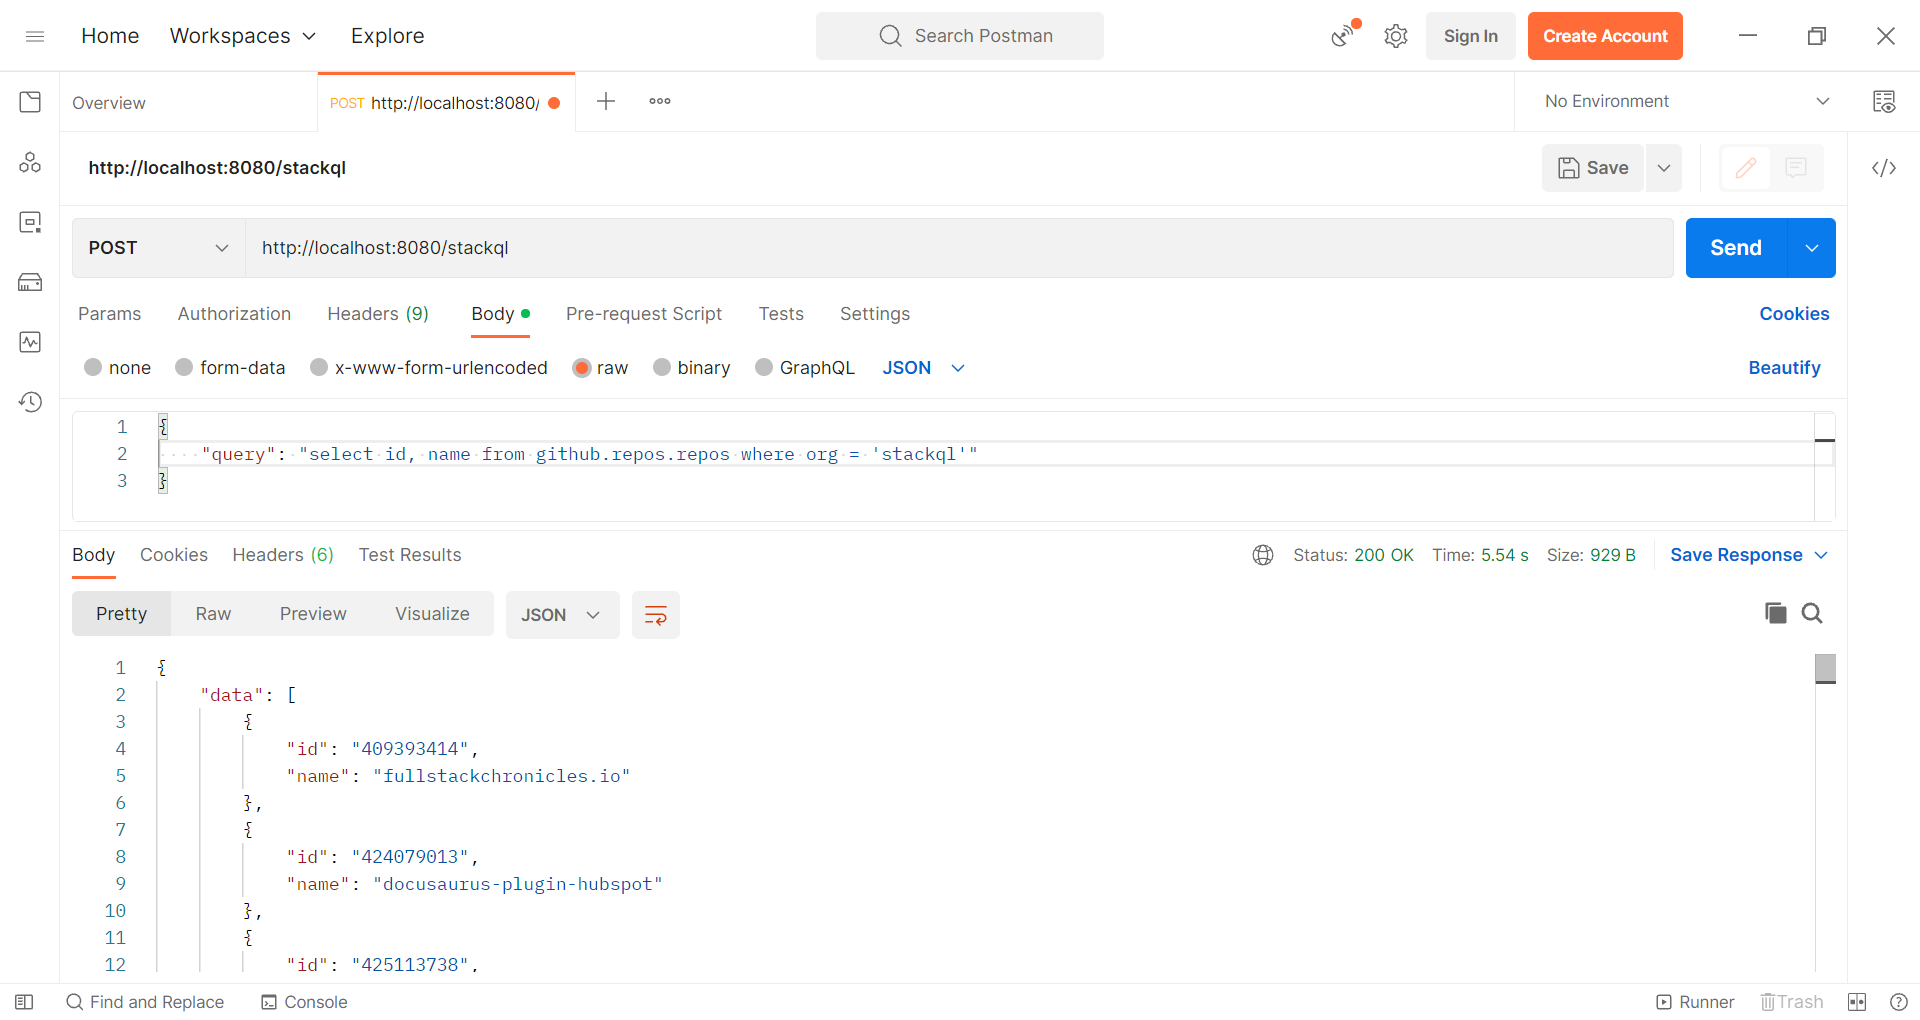 Home Workspaces Explore Search Postman Sign In Create Account
Overview POST http://localhost:8080/ No Environment
http://localhost:8080/stackql Save
POST http://localhost:8080/stackql Send
Params Authorization Headers (9) Body Pre-request Script Tests Settings Cookies
none form-data x-www-form-urlencoded raw binary GraphQL JSON Beautify
1 {
2 "query": "select id, name from github.repos.repos where org = 'stackql'"
3 }
Body Cookies Headers (6) Test Results Status: 200 OK Time: 5.54 s Size: 929 B Save Response
Pretty Raw Preview Visualize JSON
1 {
2 "data": [
3 {
4 "id": "409393414",
5 "name": "fullstackchronicles.io"
6 },
7 {
8 "id": "424079013",
9 "name": "docusaurus-plugin-hubspot"
10 },
11 {
12 "id": "425113738",
Find and Replace Console Runner Trash